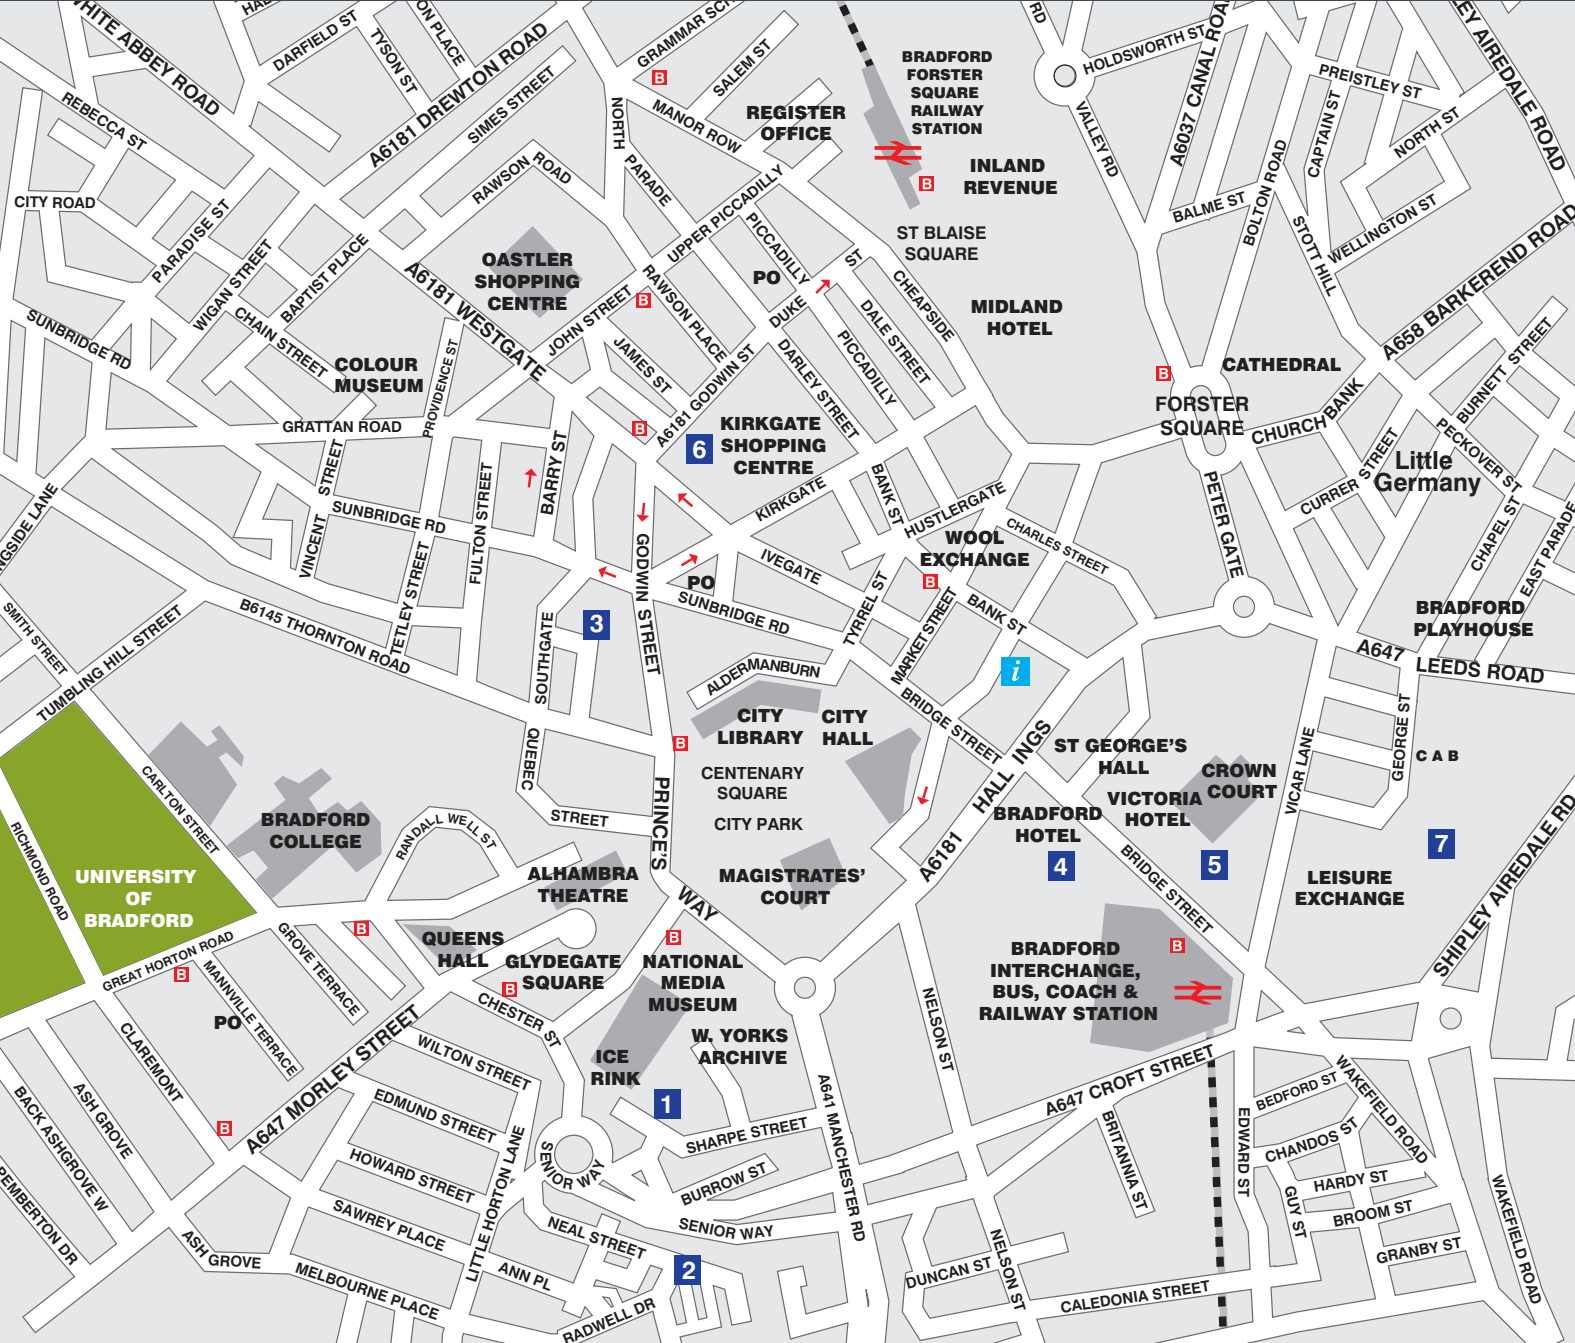 WHITE ABBEY ROAD
DARFIELD ST
TYSON ST
ON PLACE
GRAMMAR SCH
SALEM ST
RD
HOLDSWORTH ST
A6037 CANAL ROA
LEY AIREDALE ROAD
PREISTLEY ST
CAPTAIN ST
NORTH ST
REBECCA ST
A6181 DREWTON ROAD
SIMES STREET
NORTH
PARADE
MANOR ROW
REGISTER
OFFICE
BRADFORD
FORSTER
SQUARE
RAILWAY
STATION
INLAND
REVENUE
VALLEY RD
BALME ST
BOLTON ROAD
STOTT HILL
WELLINGTON ST
A658 BARKEREND ROAD
CITY ROAD
PARADISE ST
WIGAN STREET
BAPTIST PLACE
RAWSON ROAD
UPPER PICCADILLY
PICCADILLY
ST BLAISE
SQUARE
OASTLER
SHOPPING
CENTRE
PO
DUKE
ST
CHEAPSIDE
MIDLAND
HOTEL
SUNBRIDGE RD
CHAIN STREET
A6181 WESTGATE
JOHN STREET
RAWSON PLACE
JAMES ST
DALE STREET
PICCADILLY
DARLEY STREET
COLOUR
MUSEUM
PROVIDENCE ST
A6181 GODWIN ST
CATHEDRAL
FORSTER
SQUARE
CHURCH BANK
BURNETT STREET
PECKOVER ST
GRATTAN ROAD
6
KIRKGATE
SHOPPING
CENTRE
Little
Germany
CURRER STREET
CHAPEL ST
EAST PARADE
VINCENT STREET
SUNBRIDGE RD
FULTON STREET
BARRY ST
KIRKGATE
BANK ST
HUSTLERGATE
WOOL
EXCHANGE
CHARLES STREET
PETER GATE
NGSIDE LANE
TETLEY STREET
GODWIN STREET
IVEGATE
PO
SUNBRIDGE RD
TYRREL ST
MARKET STREET
BANK ST
BRADFORD
PLAYHOUSE
A647 LEEDS ROAD
SMITH STREET
TUMBLING HILL STREET
B6145 THORNTON ROAD
SOUTHGATE
3
ALDERMANBURN
BRIDGE STREET
i
CITY
LIBRARY
CITY
HALL
HALL INGS
ST GEORGE'S
HALL
CROWN
COURT
VICAR LANE
GEORGE ST
C A B
CENTENARY
SQUARE
CITY PARK
QUEBEC
STREET
PRINCE'S
WAY
VICTORIA
HOTEL
BRADFORD
HOTEL
4
5
7
A6181
BRIDGE STREET
LEISURE
EXCHANGE
SHIPLEY AIREDALE RD
CARLTON STREET
RICHMOND ROAD
BRADFORD
COLLEGE
RANDALL WELL ST
UNIVERSITY
OF
BRADFORD
ALHAMBRA
THEATRE
MAGISTRATES'
COURT
GREAT HORTON ROAD
GROVE TERRACE
MANNVILLE TERRACE
PO
QUEENS
HALL
GLYDEGATE
SQUARE
NATIONAL
MEDIA
MUSEUM
BRADFORD
INTERCHANGE,
BUS, COACH &
RAILWAY STATION
CHESTER ST
W. YORKS
ARCHIVE
ICE
RINK
1
NELSON ST
CLAREMONT
A647 MORLEY STREET
WILTON STREET
EDMUND STREET
HOWARD STREET
SAWREY PLACE
A641 MANCHESTER RD
A647 CROFT STREET
SHARPE STREET
BURROW ST
SENIOR WAY
SENIOR WAY
BRITANNIA ST
EDWARD ST
BEDFORD ST
CHANDOS ST
WAKEFIELD ROAD
HARDY ST
GUY ST
BROOM ST
GRANBY ST
WAKEFIELD ROAD
BACK ASHGROVE W
ASH GROVE
PEMBERTON DR
ASH GROVE
MELBOURNE PLACE
LITTLE HORTON LANE
NEAL STREET
ANN PL
2
RADWELL DR
DUNCAN ST
NELSON ST
CALEDONIA STREET
B
B
B
B
B
B
B
B
B
B
B
B
B